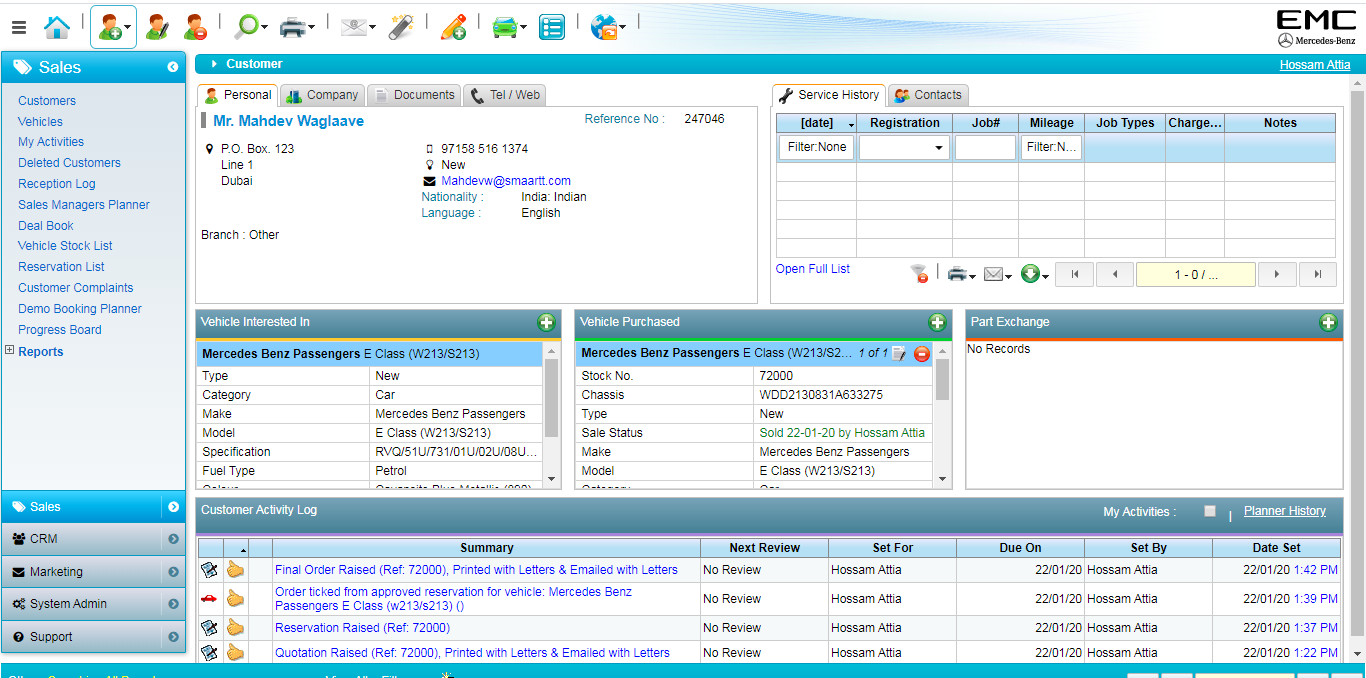 EMC
Mercedes-Benz
Sales
Customer
Hossam Attia
Customers
Vehicles
My Activities
Deleted Customers
Reception Log
Sales Managers Planner
Deal Book
Vehicle Stock List
Reservation List
Customer Complaints
Demo Booking Planner
Progress Board
Reports
Sales
CRM
Marketing
System Admin
Support
Personal Company Documents Tel / Web
Mr. Mahdev Waglaave Reference No : 247046
P.O. Box. 123 97158 516 1374
Line 1 New
Dubai Mahdevw@smaartt.com
Nationality : India: Indian
Language : English
Branch : Other
Service History Contacts
[date] Registration Job# Mileage Job Types Charge... Notes
Filter:None Filter:N...
Open Full List 1 - 0 / ...
Vehicle Interested In
Mercedes Benz Passengers E Class (W213/S213)
Type New
Category Car
Make Mercedes Benz Passengers
Model E Class (W213/S213)
Specification RVQ/51U/731/01U/02U/08U...
Fuel Type Petrol
Vehicle Purchased
Mercedes Benz Passengers E Class (W213/S2... 1 of 1
Stock No. 72000
Chassis WDD2130831A633275
Type New
Sale Status Sold 22-01-20 by Hossam Attia
Make Mercedes Benz Passengers
Model E Class (W213/S213)
Part Exchange
No Records
Customer Activity Log My Activities : | Planner History
Summary Next Review Set For Due On Set By Date Set
Final Order Raised (Ref: 72000), Printed with Letters & Emailed with Letters No Review Hossam Attia 22/01/20 Hossam Attia 22/01/20 1:42 PM
Order ticked from approved reservation for vehicle: Mercedes Benz
Passengers E Class (w213/s213) () No Review Hossam Attia 22/01/20 Hossam Attia 22/01/20 1:39 PM
Reservation Raised (Ref: 72000) No Review Hossam Attia 22/01/20 Hossam Attia 22/01/20 1:37 PM
Quotation Raised (Ref: 72000), Printed with Letters & Emailed with Letters No Review Hossam Attia 22/01/20 Hossam Attia 22/01/20 1:22 PM